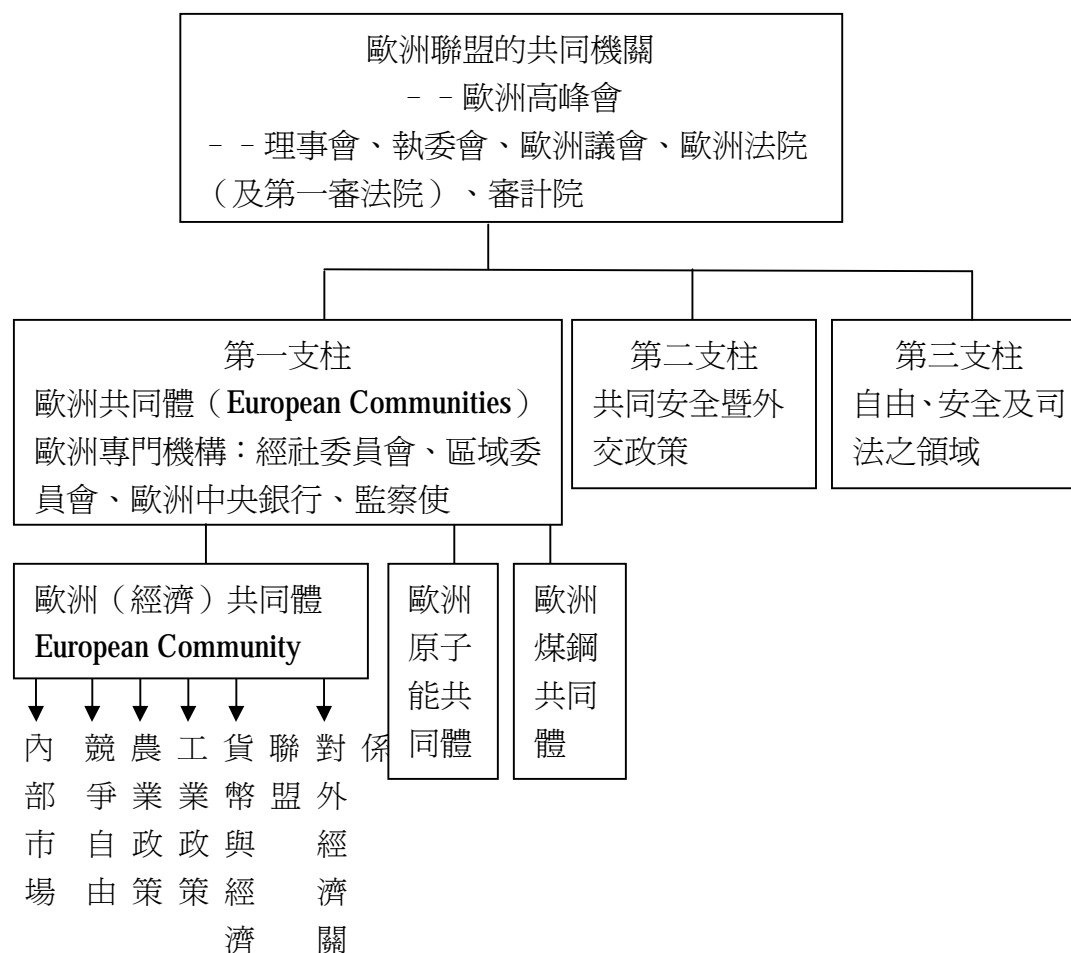 歐洲聯盟的共同機關
－－歐洲高峰會
－－理事會、執委會、歐洲議會、歐洲法院
（及第一審法院）、審計院
第一支柱
歐洲共同體（European Communities）
歐洲專門機構：經社委員會、區域委
員會、歐洲中央銀行、監察使
第二支柱
共同安全暨外
交政策
第三支柱
自由、安全及司
法之領域
歐洲（經濟）共同體
European Community
歐洲
原子
能共
同體
歐洲
煤鋼
共同
體
內部市場
競爭自由
農業政策
工業政策
貨幣與經濟
聯盟
對外經濟關
係